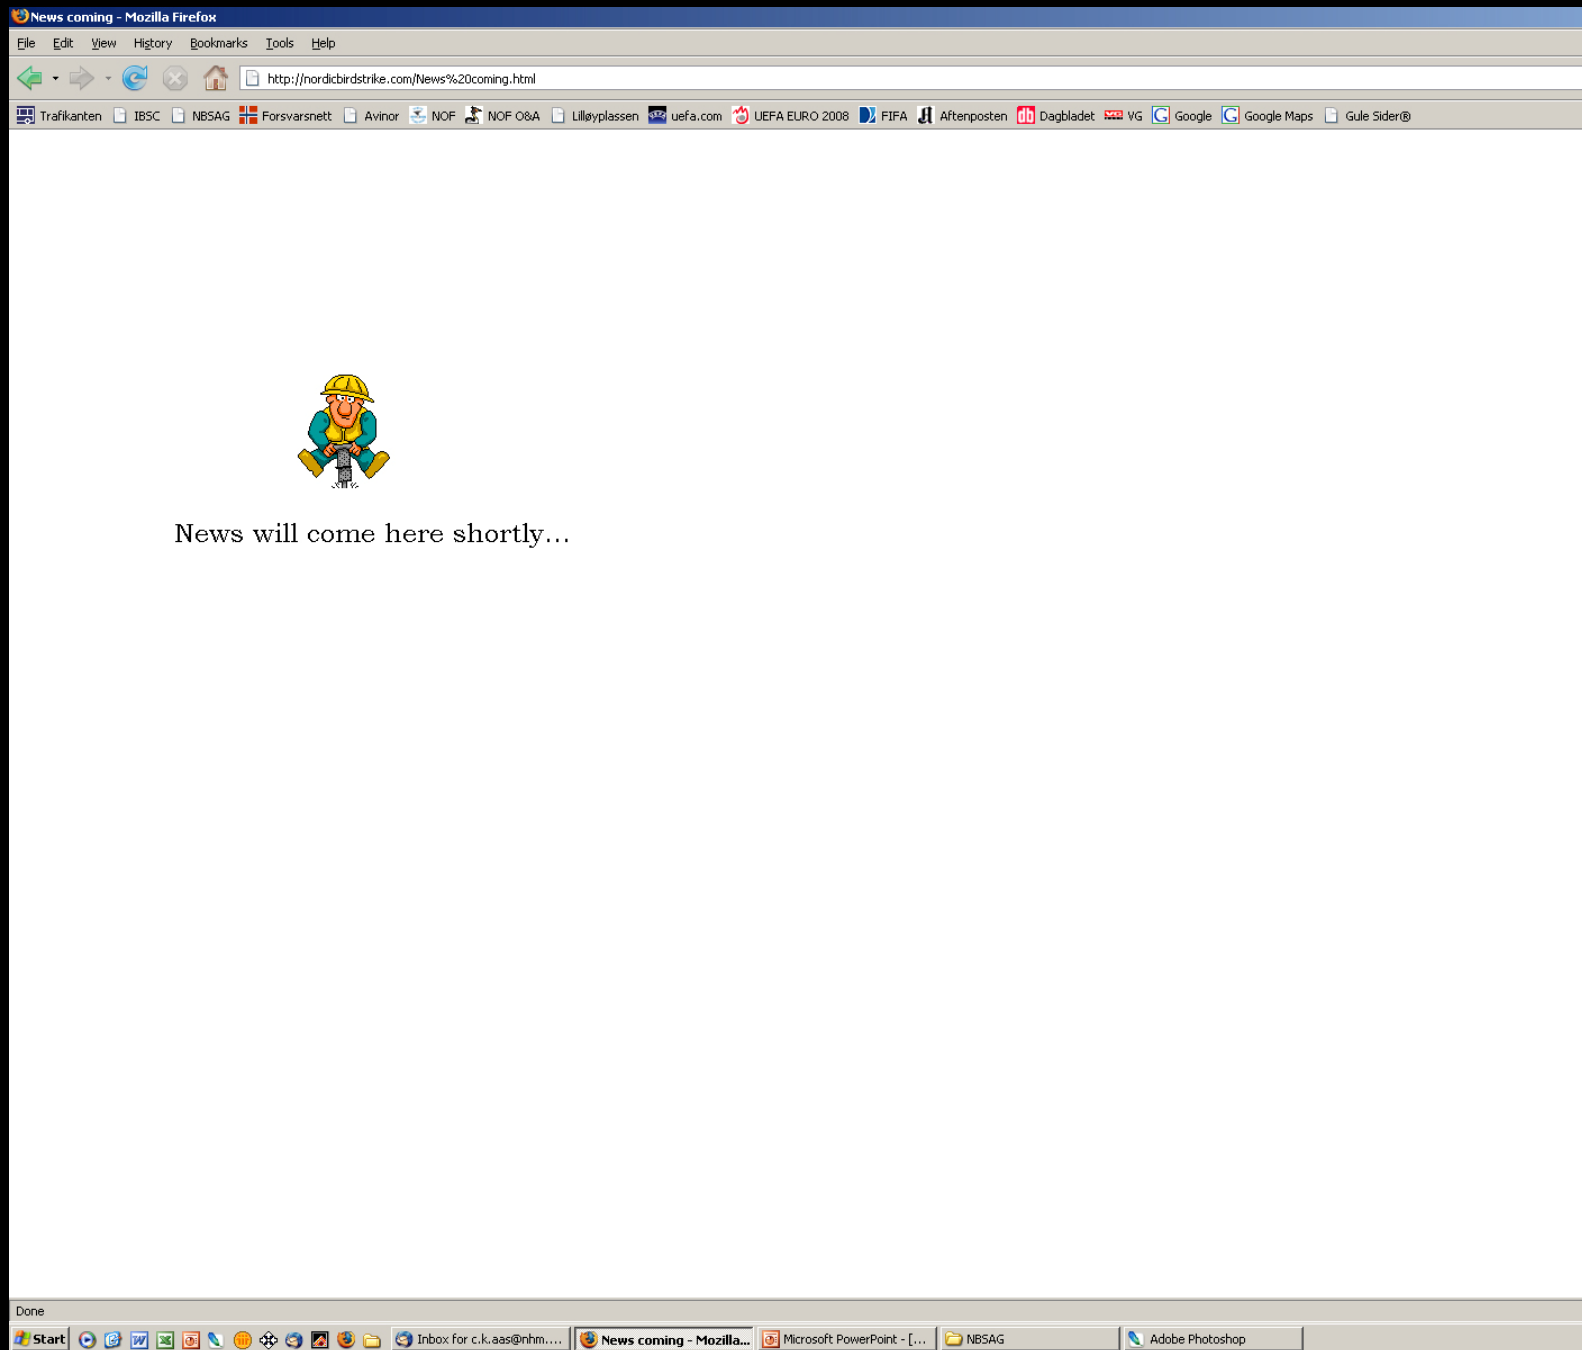 News coming - Mozilla Firefox
File Edit View History Bookmarks Tools Help
http://nordicbirdstrike.com/News%20coming.html
Trafikanten IBSC NBSAG Forsvarsnett Avinor NOF NOF O&A Lilløyplassen uefa.com UEFA EURO 2008 FIFA Aftenposten Dagbladet VG Google Google Maps Gule Sider®
News will come here shortly...
Done
Start Inbox for c.k.aas@nhm.... News coming - Mozilla... Microsoft PowerPoint - [... NBSAG Adobe Photoshop